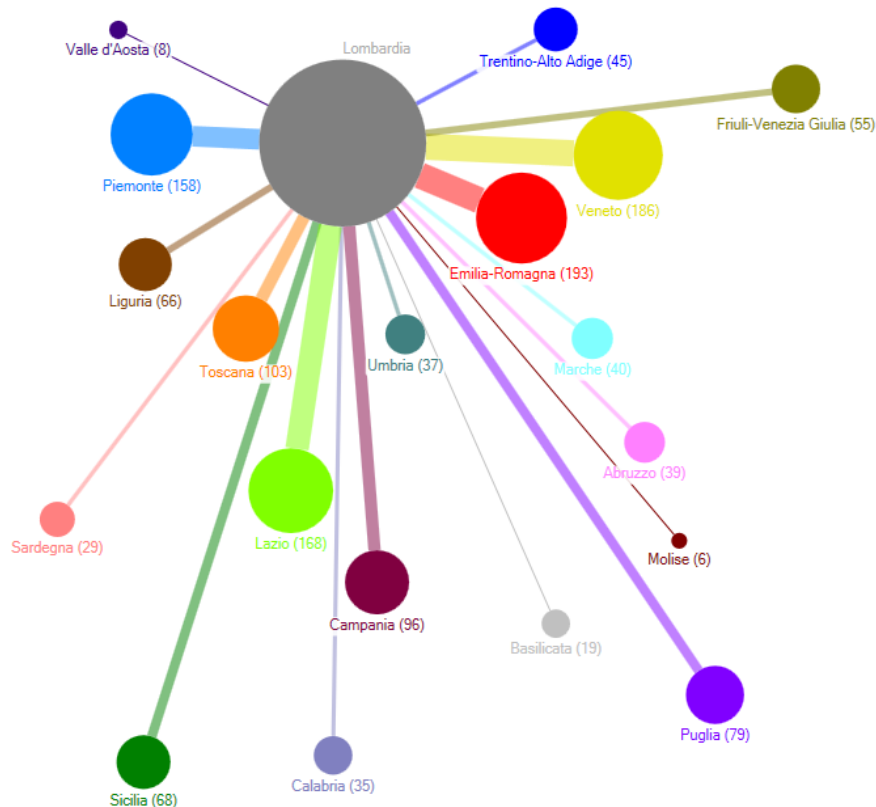 Valle d'Aosta (8)
Lombardia
Trentino-Alto Adige (45)
Friuli-Venezia Giulia (55)
Piemonte (158)
Veneto (186)
Emilia-Romagna (193)
Liguria (66)
Toscana (103)
Umbria (37)
Marche (40)
Abruzzo (39)
Sardegna (29)
Lazio (168)
Molise (6)
Campania (96)
Basilicata (19)
Puglia (79)
Calabria (35)
Sicilia (68)